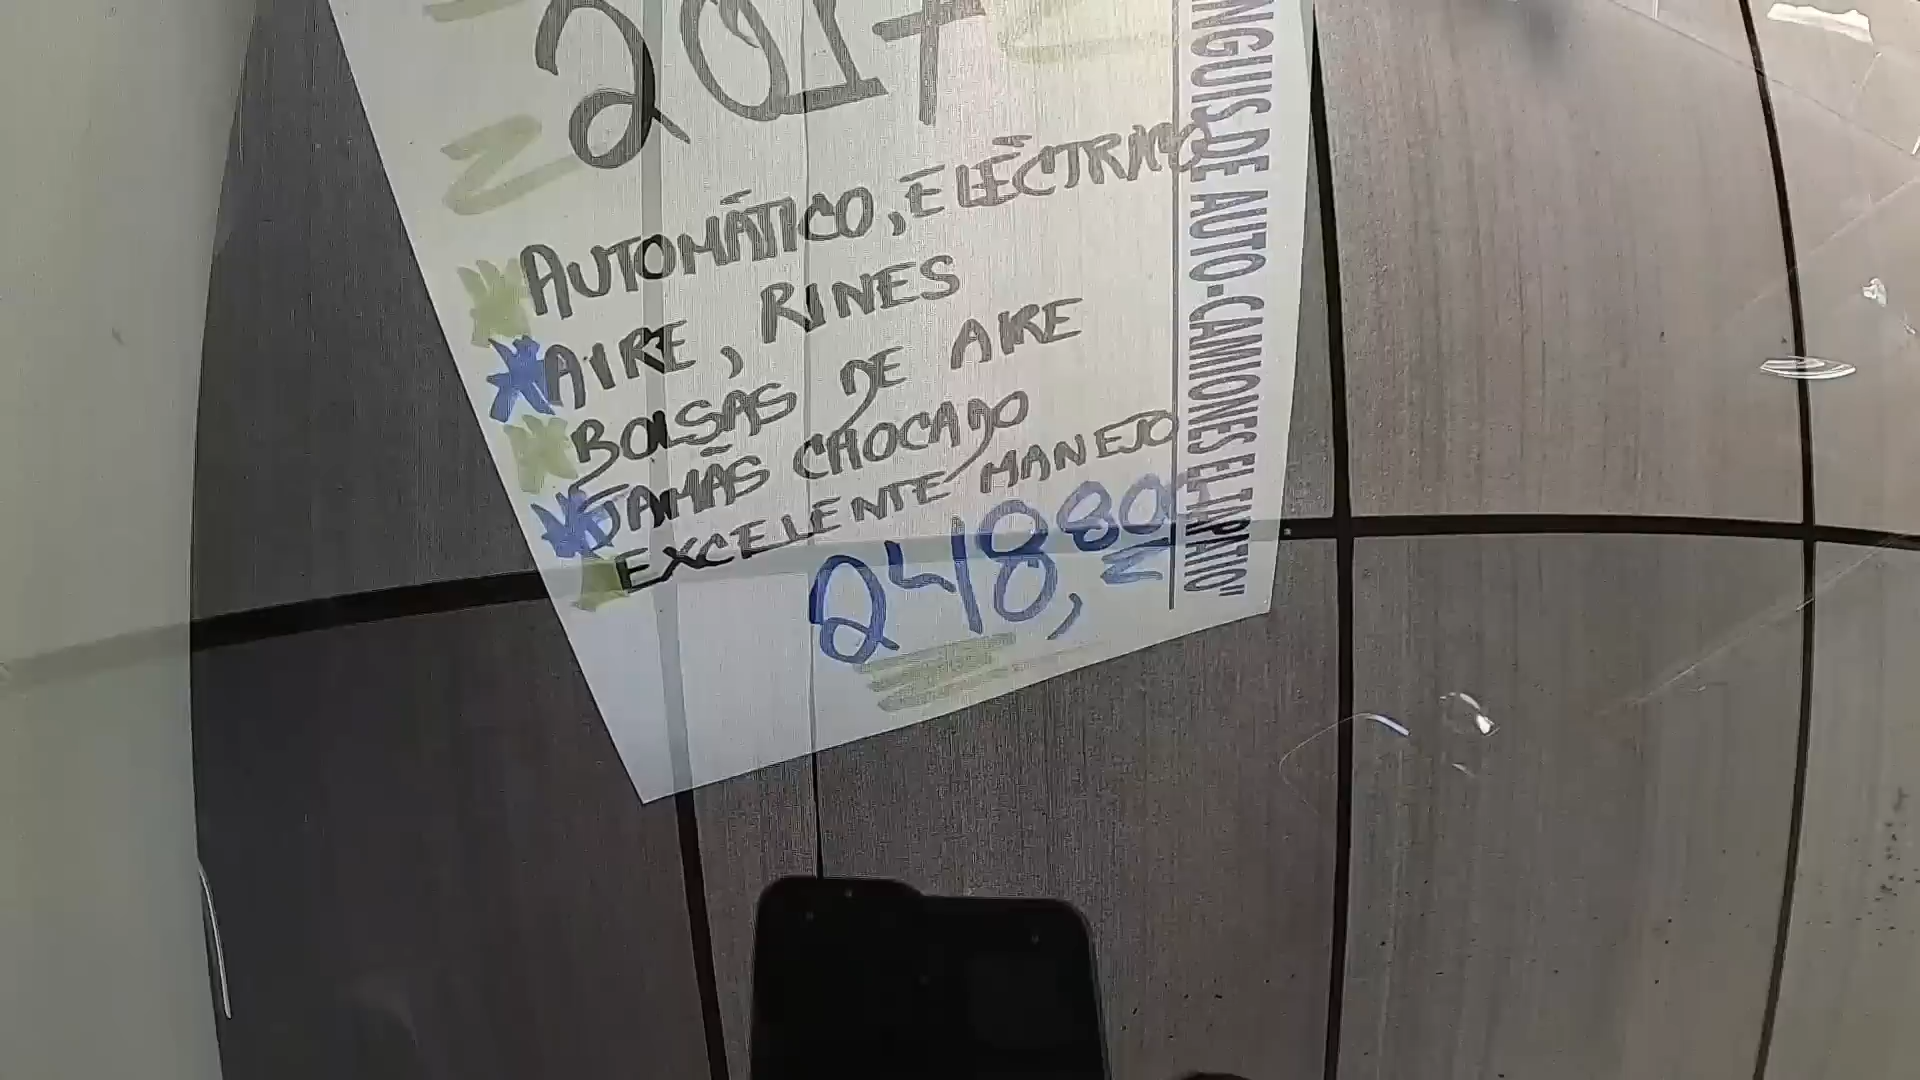 2017
AUTOMÁTICO, ELÉCTRICO
AIRE, RINES
BOLSAS DE AIRE
JAMÁS CHOCADO
EXCELENTE MANEJO
248,800
TIANGUIS DE AUTO-CAMIONES EL TAPATIO"